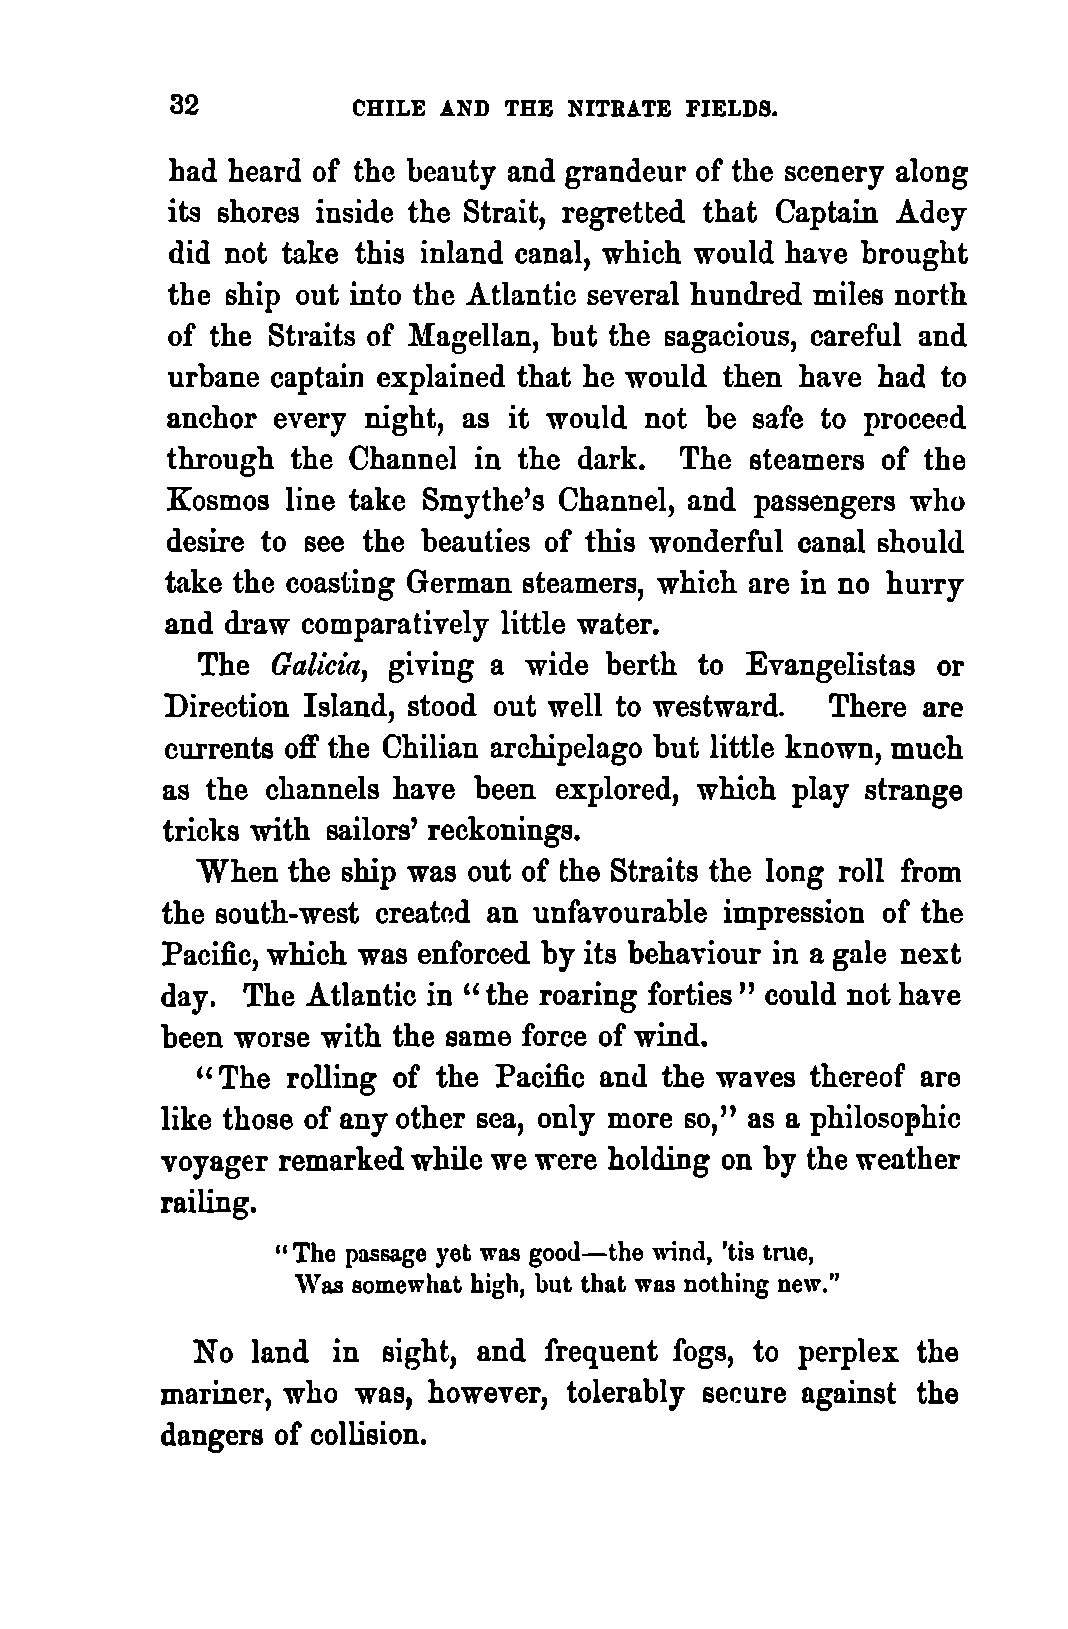 32 CHILE AND THE NITRATE FIELDS.
had heard of the beauty and grandeur of the scenery along
its shores inside the Strait, regretted that Captain Adey
did not take this inland canal, which would have brought
the ship out into the Atlantic several hundred miles north
of the Straits of Magellan, but the sagacious, careful and
urbane captain explained that he would then have had to
anchor every night, as it would not be safe to proceed
through the Channel in the dark. The steamers of the
Kosmos line take Smythe's Channel, and passengers who
desire to see the beauties of this wonderful canal should
take the coasting German steamers, which are in no hurry
and draw comparatively little water.
The Galicia, giving a wide berth to Evangelistas or
Direction Island, stood out well to westward. There are
currents off the Chilian archipelago but little known, much
as the channels have been explored, which play strange
tricks with sailors' reckonings.
When the ship was out of the Straits the long roll from
the south-west created an unfavourable impression of the
Pacific, which was enforced by its behaviour in a gale next
day. The Atlantic in "the roaring forties" could not have
been worse with the same force of wind.
"The rolling of the Pacific and the waves thereof are
like those of any other sea, only more so," as a philosophic
voyager remarked while we were holding on by the weather
railing.
"The passage yet was good—the wind, 'tis true,
Was somewhat high, but that was nothing new."
No land in sight, and frequent fogs, to perplex the
mariner, who was, however, tolerably secure against the
dangers of collision.